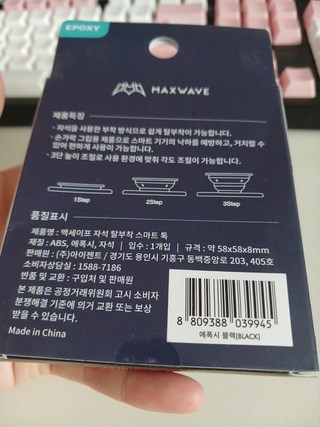 EPOXY
MAXWAVE
제품특징
· 자석을 사용한 부착 방식으로 쉽게 탈부착이 가능합니다.
· 손가락 그립용 제품으로 스마트 기기의 낙하를 예방하고, 거치할 수
있어 편하게 사용이 가능합니다.
· 3단 높이 조절로 사용 환경에 맞춰 각도 조절이 가능합니다.
1Step 2Step 3Step
품질표시
제품명 : 맥세이프 자석 탈부착 스마트 톡
재질 : ABS, 에폭시, 자석 | 입수 : 1개입 | 규격 : 약 58x58x8mm
판매원 : (주)아이젠트 / 경기도 용인시 기흥구 동백중앙로 203, 405호
소비자상담실 : 1588-7186
반품 및 교환 : 구입처 및 판매원
본 제품은 공정거래위원회 고시 소비자
분쟁해결 기준에 의거 교환 또는 보상
받을 수 있습니다.
Made in China
8 809388 039945
에폭시 블랙(BLACK)